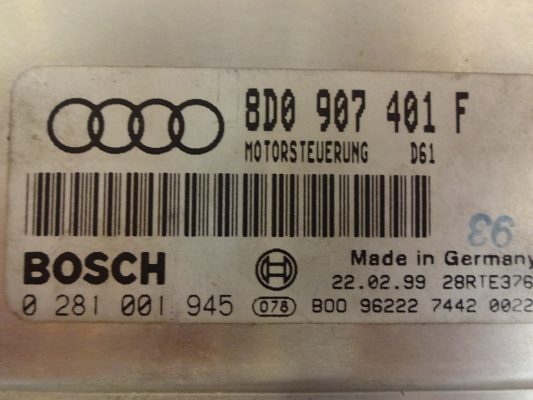 8D0 907 401 F
MOTORSTEUERUNG D61
93
BOSCH
Made in Germany
22.02.99 28RTE376
0 281 001 945 078 B00 96222 7442 0022